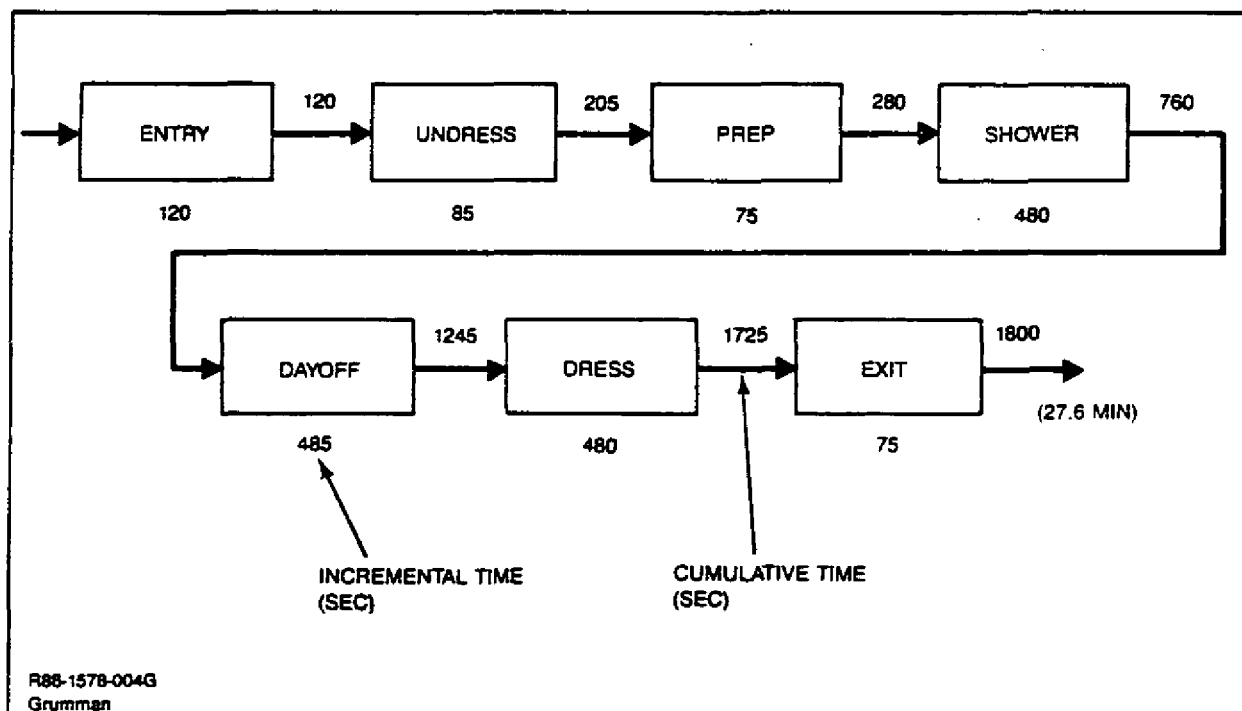 120 205 280 760
ENTRY UNDRESS PREP SHOWER
120 85 75 480
1245 1725 1800
DAYOFF DRESS EXIT
(27.6 MIN)
485 480 75
INCREMENTAL TIME
(SEC)
CUMULATIVE TIME
(SEC)
R88-1578-004G
Grumman